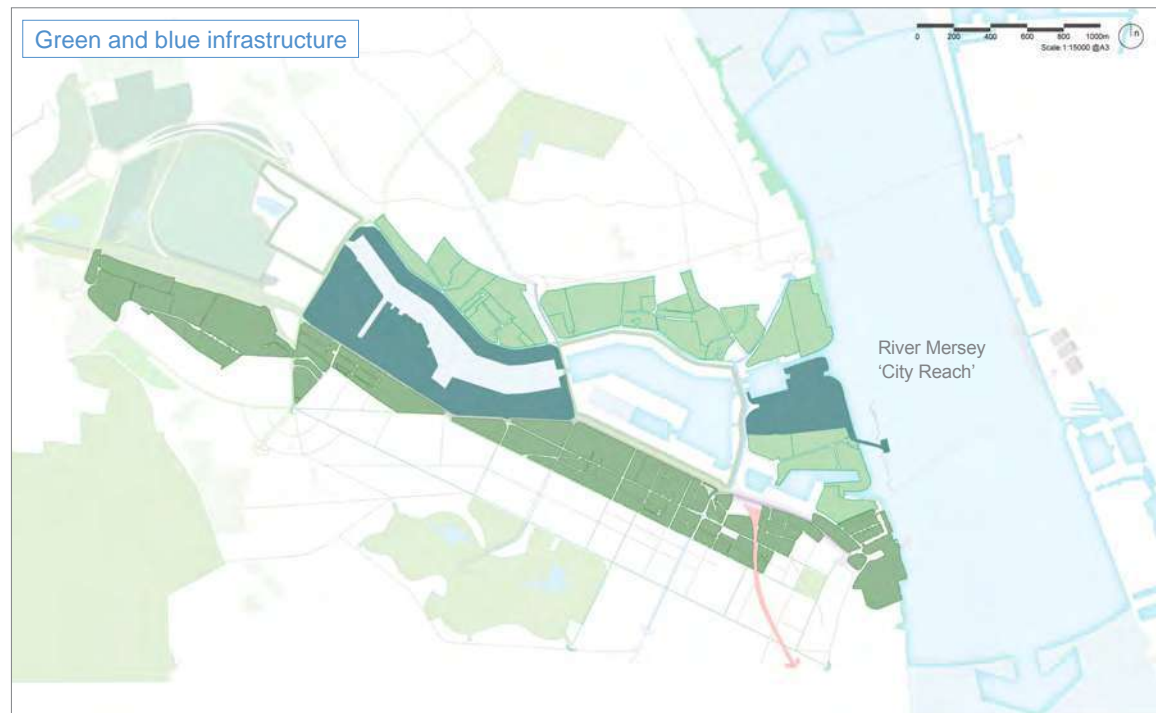 Green and blue infrastructure
0 200 400 600 800 1000m
Scale 1:15000 @A3
n
River Mersey
‘City Reach’